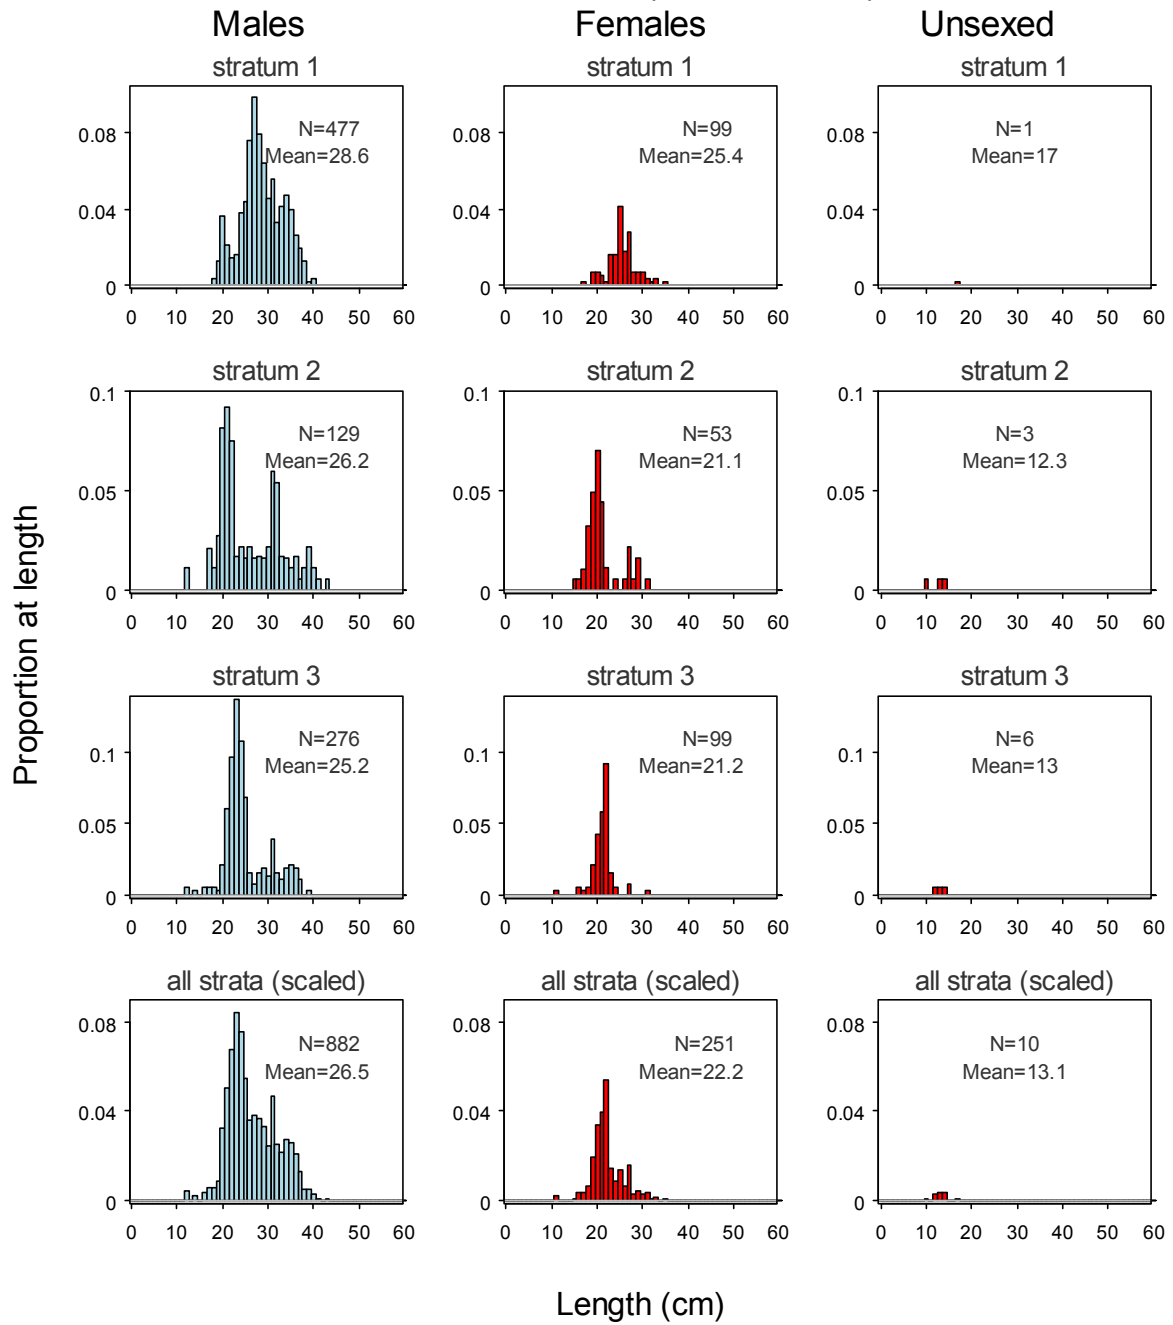 Males Females Unsexed
stratum 1 stratum 1 stratum 1
0.08 N=477 0.08 N=99 0.08 N=1
Mean=28.6 Mean=25.4 Mean=17
0.04 0.04 0.04
0 0 0
0 10 20 30 40 50 60 0 10 20 30 40 50 60 0 10 20 30 40 50 60
stratum 2 stratum 2 stratum 2
0.1 0.1 0.1
N=129 N=53 N=3
Mean=26.2 Mean=21.1 Mean=12.3
0.05 0.05 0.05
0 0 0
0 10 20 30 40 50 60 0 10 20 30 40 50 60 0 10 20 30 40 50 60
Proportion at length
stratum 3 stratum 3 stratum 3
N=276 N=99 N=6
0.1 0.1 0.1
Mean=25.2 Mean=21.2 Mean=13
0.05 0.05 0.05
0 0 0
0 10 20 30 40 50 60 0 10 20 30 40 50 60 0 10 20 30 40 50 60
all strata (scaled) all strata (scaled) all strata (scaled)
0.08 0.08 0.08
N=882 N=251 N=10
Mean=26.5 Mean=22.2 Mean=13.1
0.04 0.04 0.04
0 0 0
0 10 20 30 40 50 60 0 10 20 30 40 50 60 0 10 20 30 40 50 60
Length (cm)